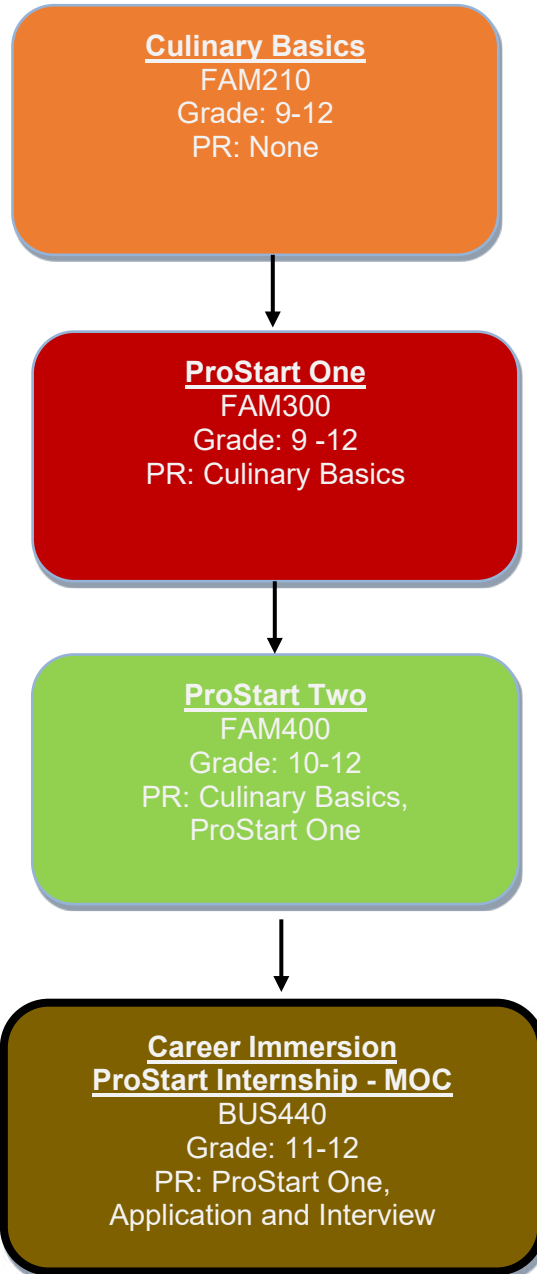 Culinary Basics
FAM210
Grade: 9-12
PR: None
ProStart One
FAM300
Grade: 9 -12
PR: Culinary Basics
ProStart Two
FAM400
Grade: 10-12
PR: Culinary Basics,
ProStart One
Career Immersion
ProStart Internship - MOC
BUS440
Grade: 11-12
PR: ProStart One,
Application and Interview